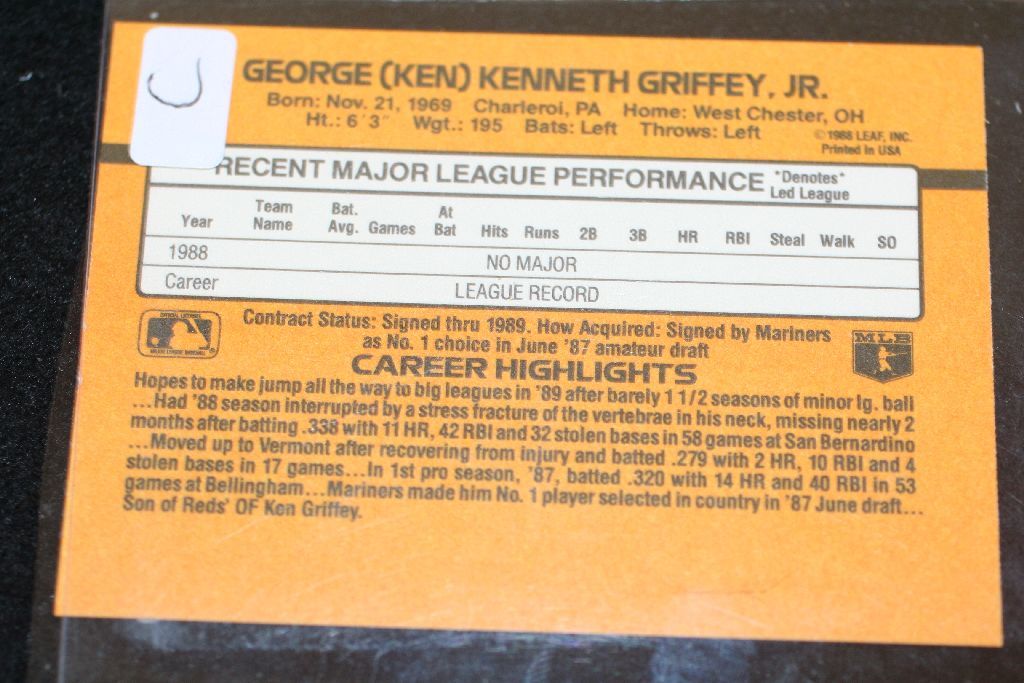 GEORGE (KEN) KENNETH GRIFFEY, JR.
Born: Nov. 21, 1969 Charleroi, PA Home: West Chester, OH
Ht.: 6'3" Wgt.: 195 Bats: Left Throws: Left
© 1988 LEAF, INC.
Printed in USA
RECENT MAJOR LEAGUE PERFORMANCE *Denotes* Led League
Year Team Name Bat. Avg. Games At Bat Hits Runs 2B 3B HR RBI Steal Walk SO
1988 NO MAJOR
Career LEAGUE RECORD
Contract Status: Signed thru 1989. How Acquired: Signed by Mariners
as No. 1 choice in June '87 amateur draft
MLB
CAREER HIGHLIGHTS
Hopes to make jump all the way to big leagues in '89 after barely 1 1/2 seasons of minor lg. ball
...Had '88 season interrupted by a stress fracture of the vertebrae in his neck, missing nearly 2
months after batting .338 with 11 HR, 42 RBI and 32 stolen bases in 58 games at San Bernardino
...Moved up to Vermont after recovering from injury and batted .279 with 2 HR, 10 RBI and 4
stolen bases in 17 games...In 1st pro season, '87, batted .320 with 14 HR and 40 RBI in 53
games at Bellingham...Mariners made him No. 1 player selected in country in '87 June draft...
Son of Reds' OF Ken Griffey.